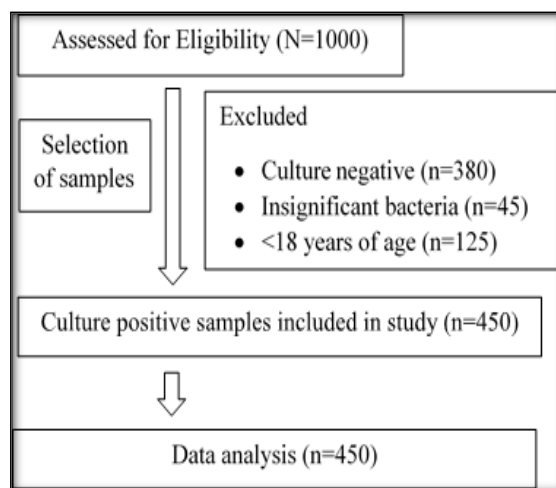 Assessed for Eligibility (N=1000)
Selection
of samples
Excluded
• Culture negative (n=380)
• Insignificant bacteria (n=45)
• <18 years of age (n=125)
Culture positive samples included in study (n=450)
Data analysis (n=450)